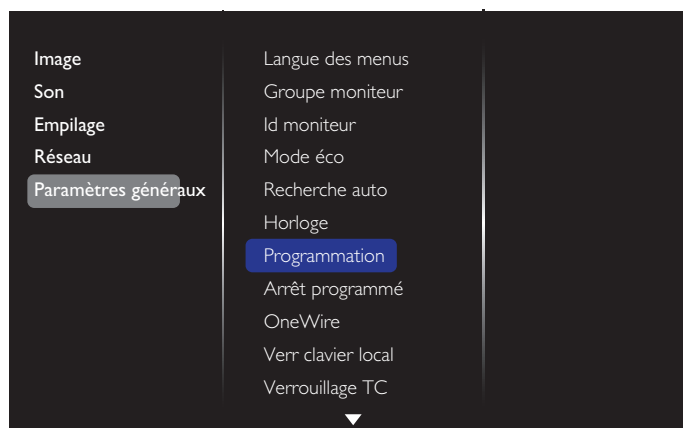 Image
Son
Empilage
Réseau
Paramètres généraux
Langue des menus
Groupe moniteur
Id moniteur
Mode éco
Recherche auto
Horloge
Programmation
Arrêt programmé
OneWire
Verr clavier local
Verrouillage TC